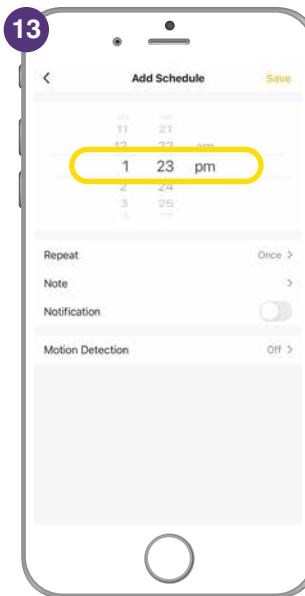 13
Add Schedule Save
11 21
12 22 am
1 23 pm
2 24
3 25
Repeat Once >
Note >
Notification
Motion Detection Off >